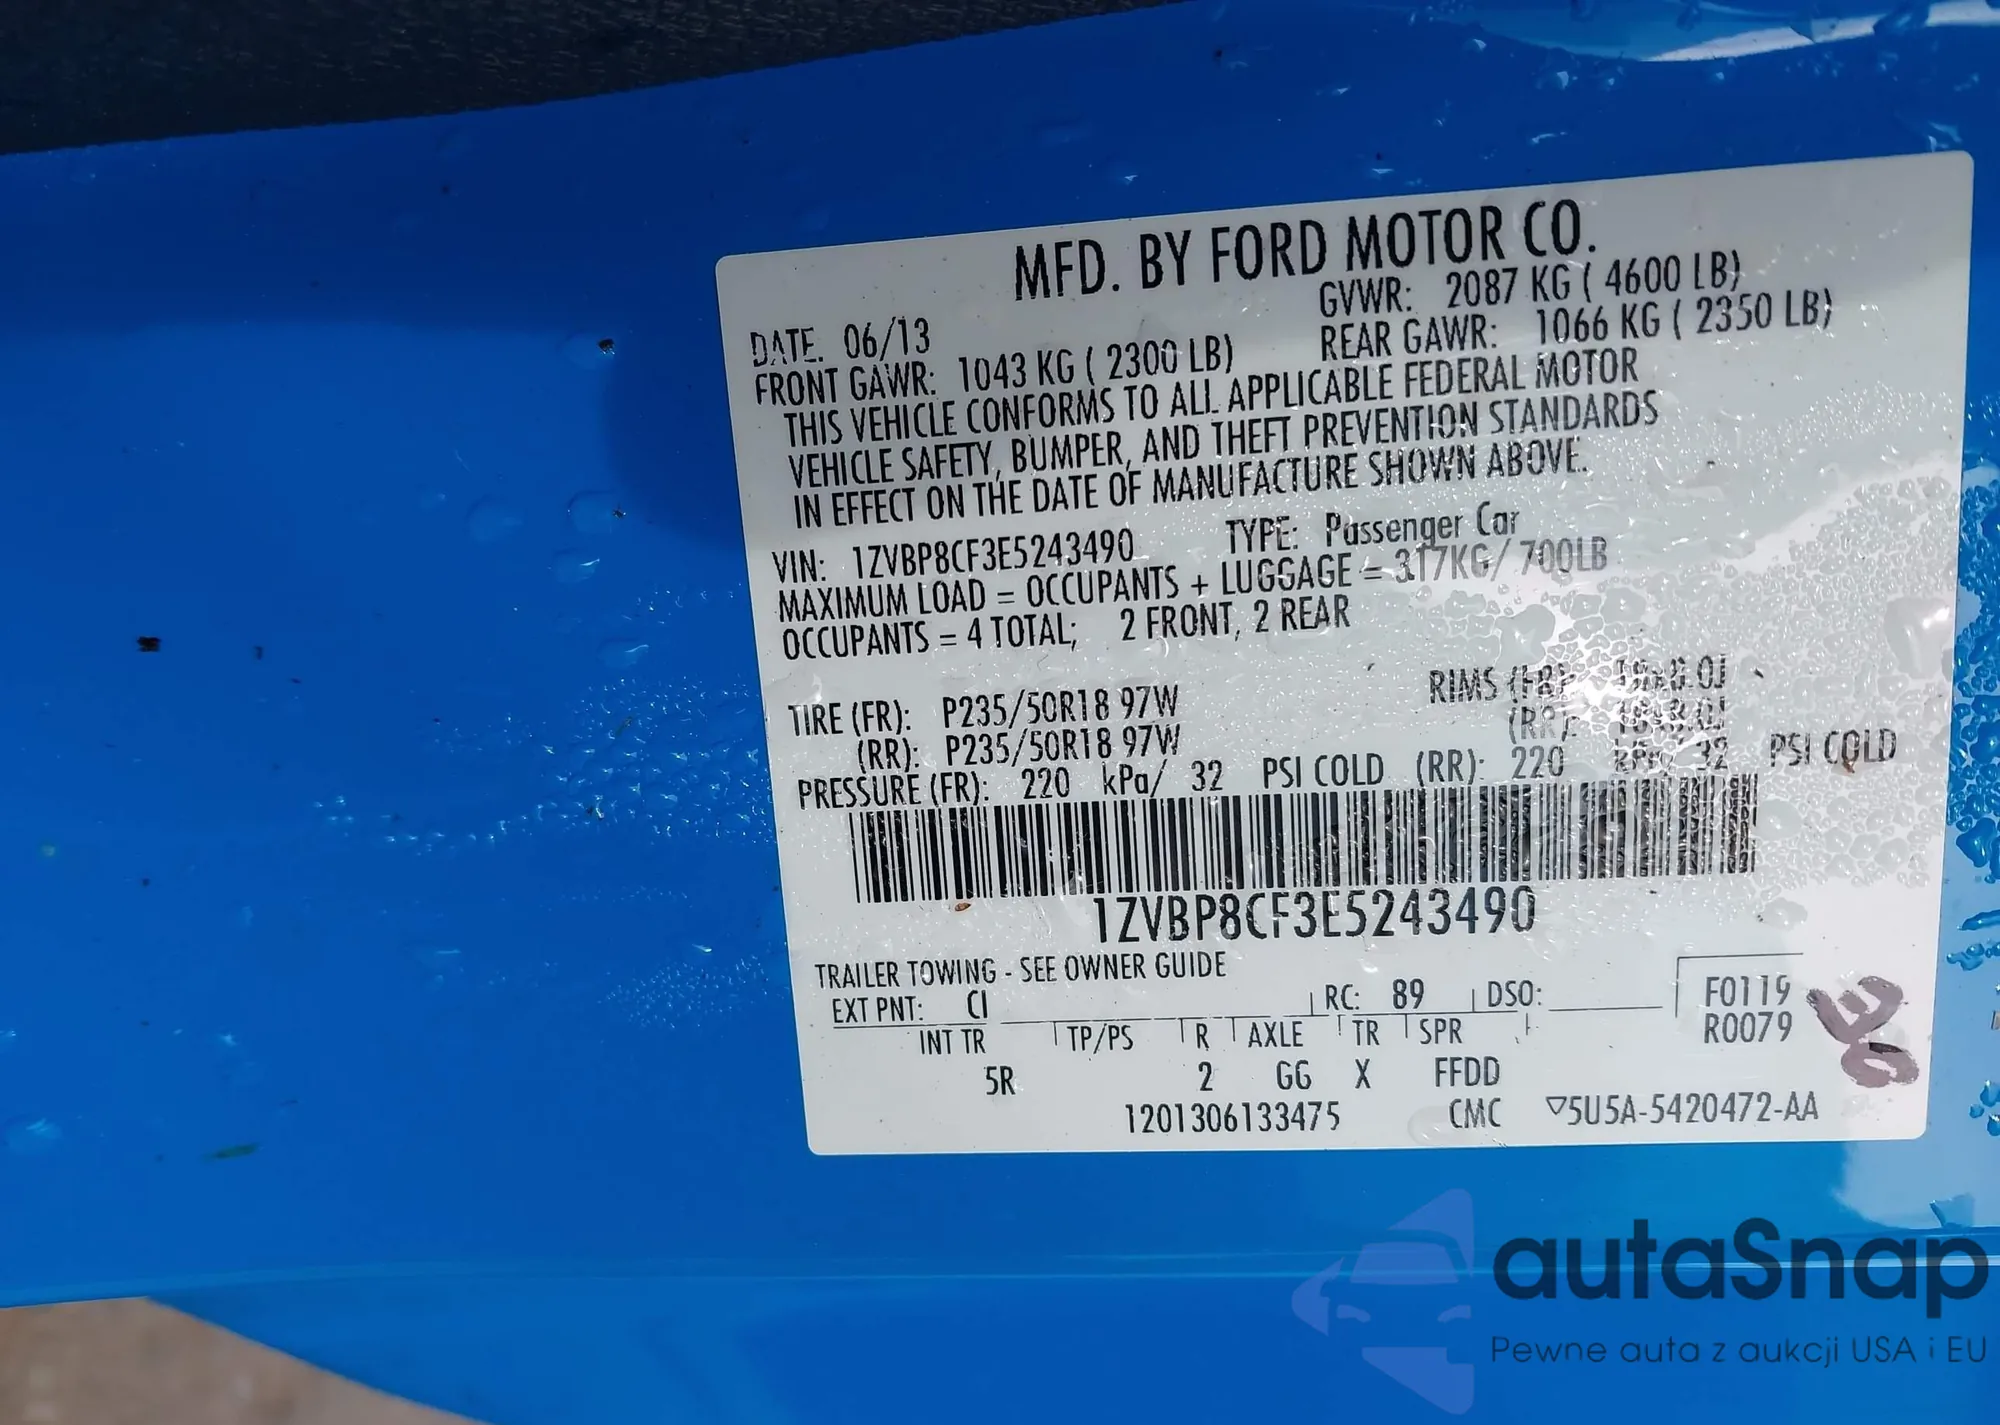 MFD. BY FORD MOTOR CO.
DATE. 06/13 GVWR: 2087 KG ( 4600 LB)
FRONT GAWR: 1043 KG ( 2300 LB) REAR GAWR: 1066 KG ( 2350 LB)
THIS VEHICLE CONFORMS TO ALL APPLICABLE FEDERAL MOTOR
VEHICLE SAFETY, BUMPER, AND THEFT PREVENTION STANDARDS
IN EFFECT ON THE DATE OF MANUFACTURE SHOWN ABOVE.
VIN: 1ZVBP8CF3E5243490 TYPE: Passenger Car
MAXIMUM LOAD = OCCUPANTS + LUGGAGE = 317KG/ 700LB
OCCUPANTS = 4 TOTAL; 2 FRONT, 2 REAR
TIRE (FR): P235/50R18 97W RIMS (FR)
(RR): P235/50R18 97W (RR):
PRESSURE (FR): 220 kPa/ 32 PSI COLD (RR): 220 kPa/ 32 PSI COLD
1ZVBP8CF3E5243490
TRAILER TOWING - SEE OWNER GUIDE
EXT PNT: CI RC: 89 DSO: F0119
INT TR TP/PS R AXLE TR SPR R0079
5R 2 GG X FFDD
1201306133475 CMC ▽5U5A-5420472-AA
autaSnap
Pewne auta z aukcji USA i EU